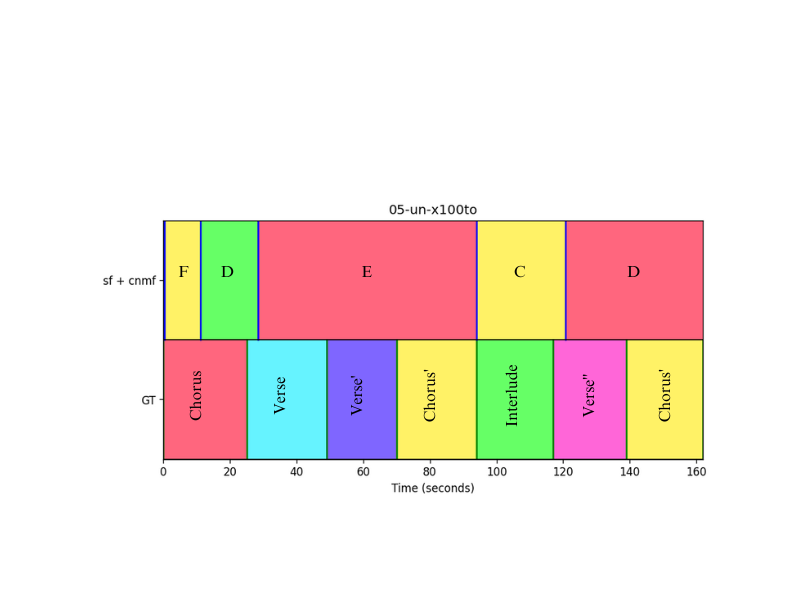 05-un-x100to
sf + cnmf
F D E C D
GT
Chorus Verse Verse' Chorus' Interlude Verse" Chorus'
0 20 40 60 80 100 120 140 160
Time (seconds)